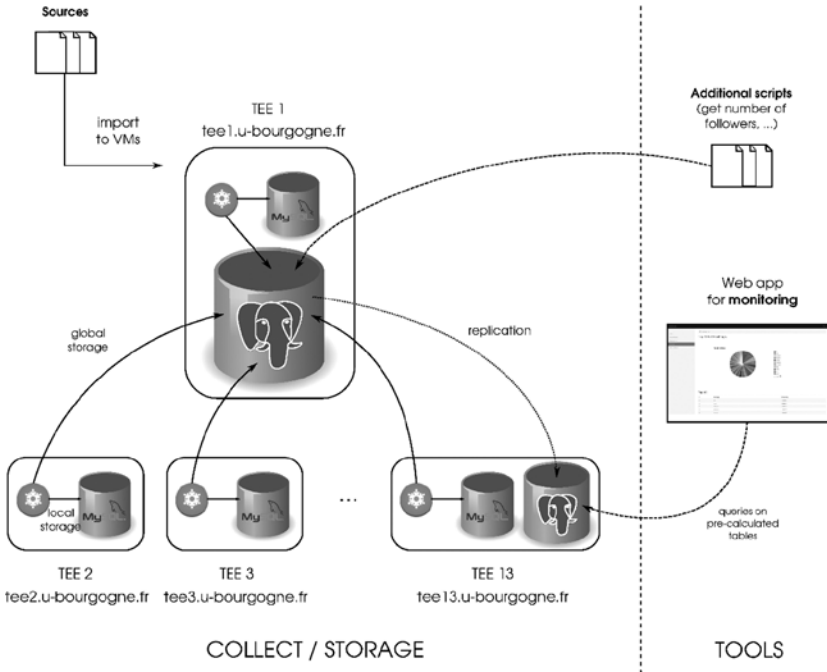 Sources
import
to VMs
TEE 1
tee1.u-bourgogne.fr
My
Additional scripts
(get number of
followers, ...)
Web app
for monitoring
global
storage
replication
local
storage
My
My
...
My
queries on
pre-calculated
tables
TEE 2
tee2.u-bourgogne.fr
TEE 3
tee3.u-bourgogne.fr
TEE 13
tee13.u-bourgogne.fr
COLLECT / STORAGE
TOOLS